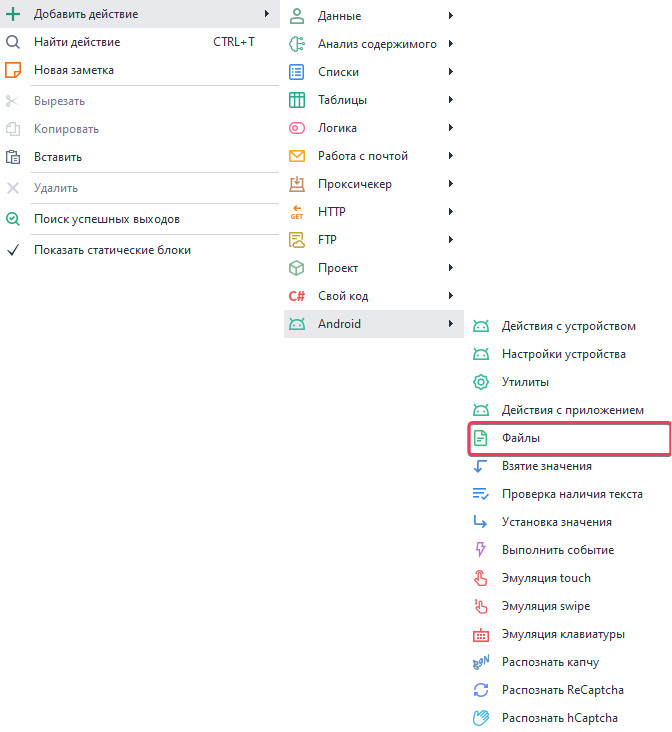 Добавить действие
Найти действие CTRL+T
Новая заметка
Вырезать
Копировать
Вставить
Удалить
Поиск успешных выходов
Показать статические блоки
Данные
Анализ содержимого
Списки
Таблицы
Логика
Работа с почтой
Проксичекер
GET
HTTP
FTP
Проект
C# Свой код
Android
Действия с устройством
Настройки устройства
Утилиты
Действия с приложением
Файлы
Взятие значения
Проверка наличия текста
Установка значения
Выполнить событие
Эмуляция touch
Эмуляция swipe
Эмуляция клавиатуры
Распознать капчу
Распознать ReCaptcha
Распознать hCaptcha